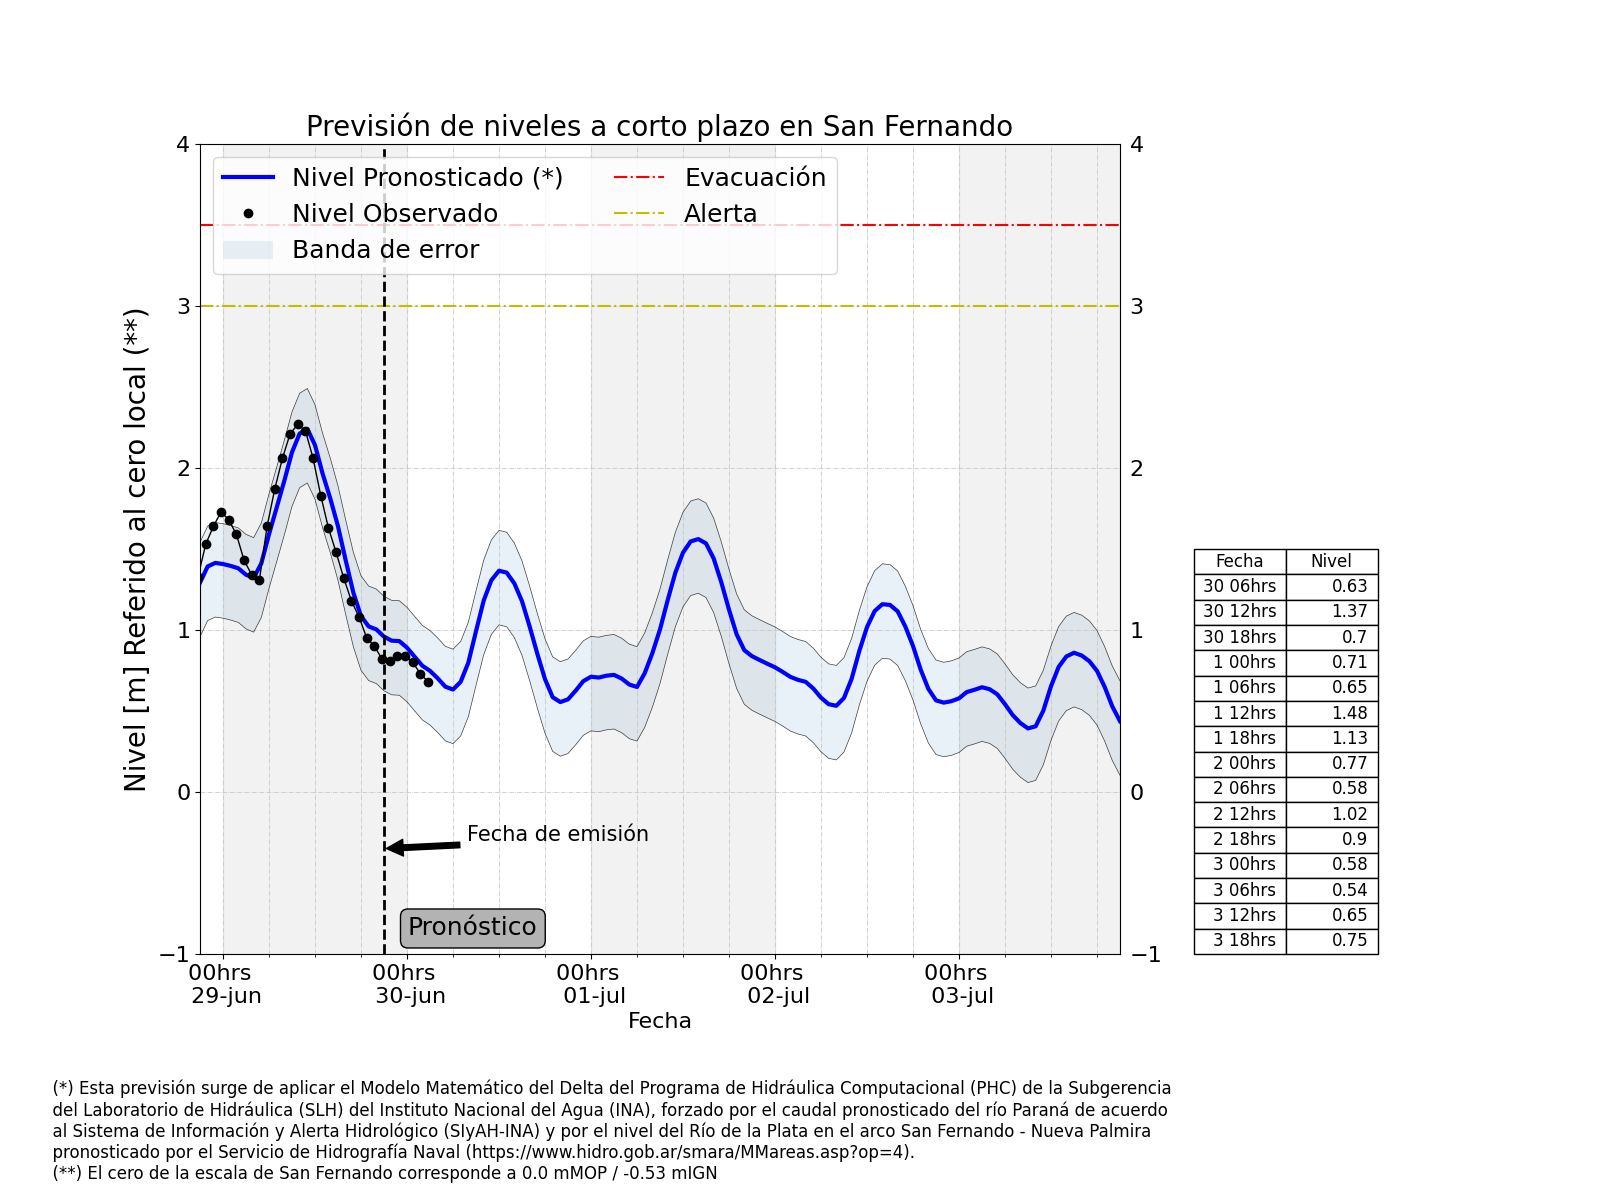 Previsión de niveles a corto plazo en San Fernando
Nivel Pronosticado (*)
Nivel Observado
Banda de error
Evacuación
Alerta
Nivel [m] Referido al cero local (**)
4
3
2
1
0
−1
4
3
2
1
0
−1
Fecha de emisión
Pronóstico
00hrs
29-jun
00hrs
30-jun
00hrs
01-jul
00hrs
02-jul
00hrs
03-jul
Fecha
Fecha Nivel
30 06hrs 0.63
30 12hrs 1.37
30 18hrs 0.7
1 00hrs 0.71
1 06hrs 0.65
1 12hrs 1.48
1 18hrs 1.13
2 00hrs 0.77
2 06hrs 0.58
2 12hrs 1.02
2 18hrs 0.9
3 00hrs 0.58
3 06hrs 0.54
3 12hrs 0.65
3 18hrs 0.75
(*) Esta previsión surge de aplicar el Modelo Matemático del Delta del Programa de Hidráulica Computacional (PHC) de la Subgerencia
del Laboratorio de Hidráulica (SLH) del Instituto Nacional del Agua (INA), forzado por el caudal pronosticado del río Paraná de acuerdo
al Sistema de Información y Alerta Hidrológico (SIyAH-INA) y por el nivel del Río de la Plata en el arco San Fernando - Nueva Palmira
pronosticado por el Servicio de Hidrografía Naval (https://www.hidro.gob.ar/smara/MMareas.asp?op=4).
(**) El cero de la escala de San Fernando corresponde a 0.0 mMOP / -0.53 mIGN